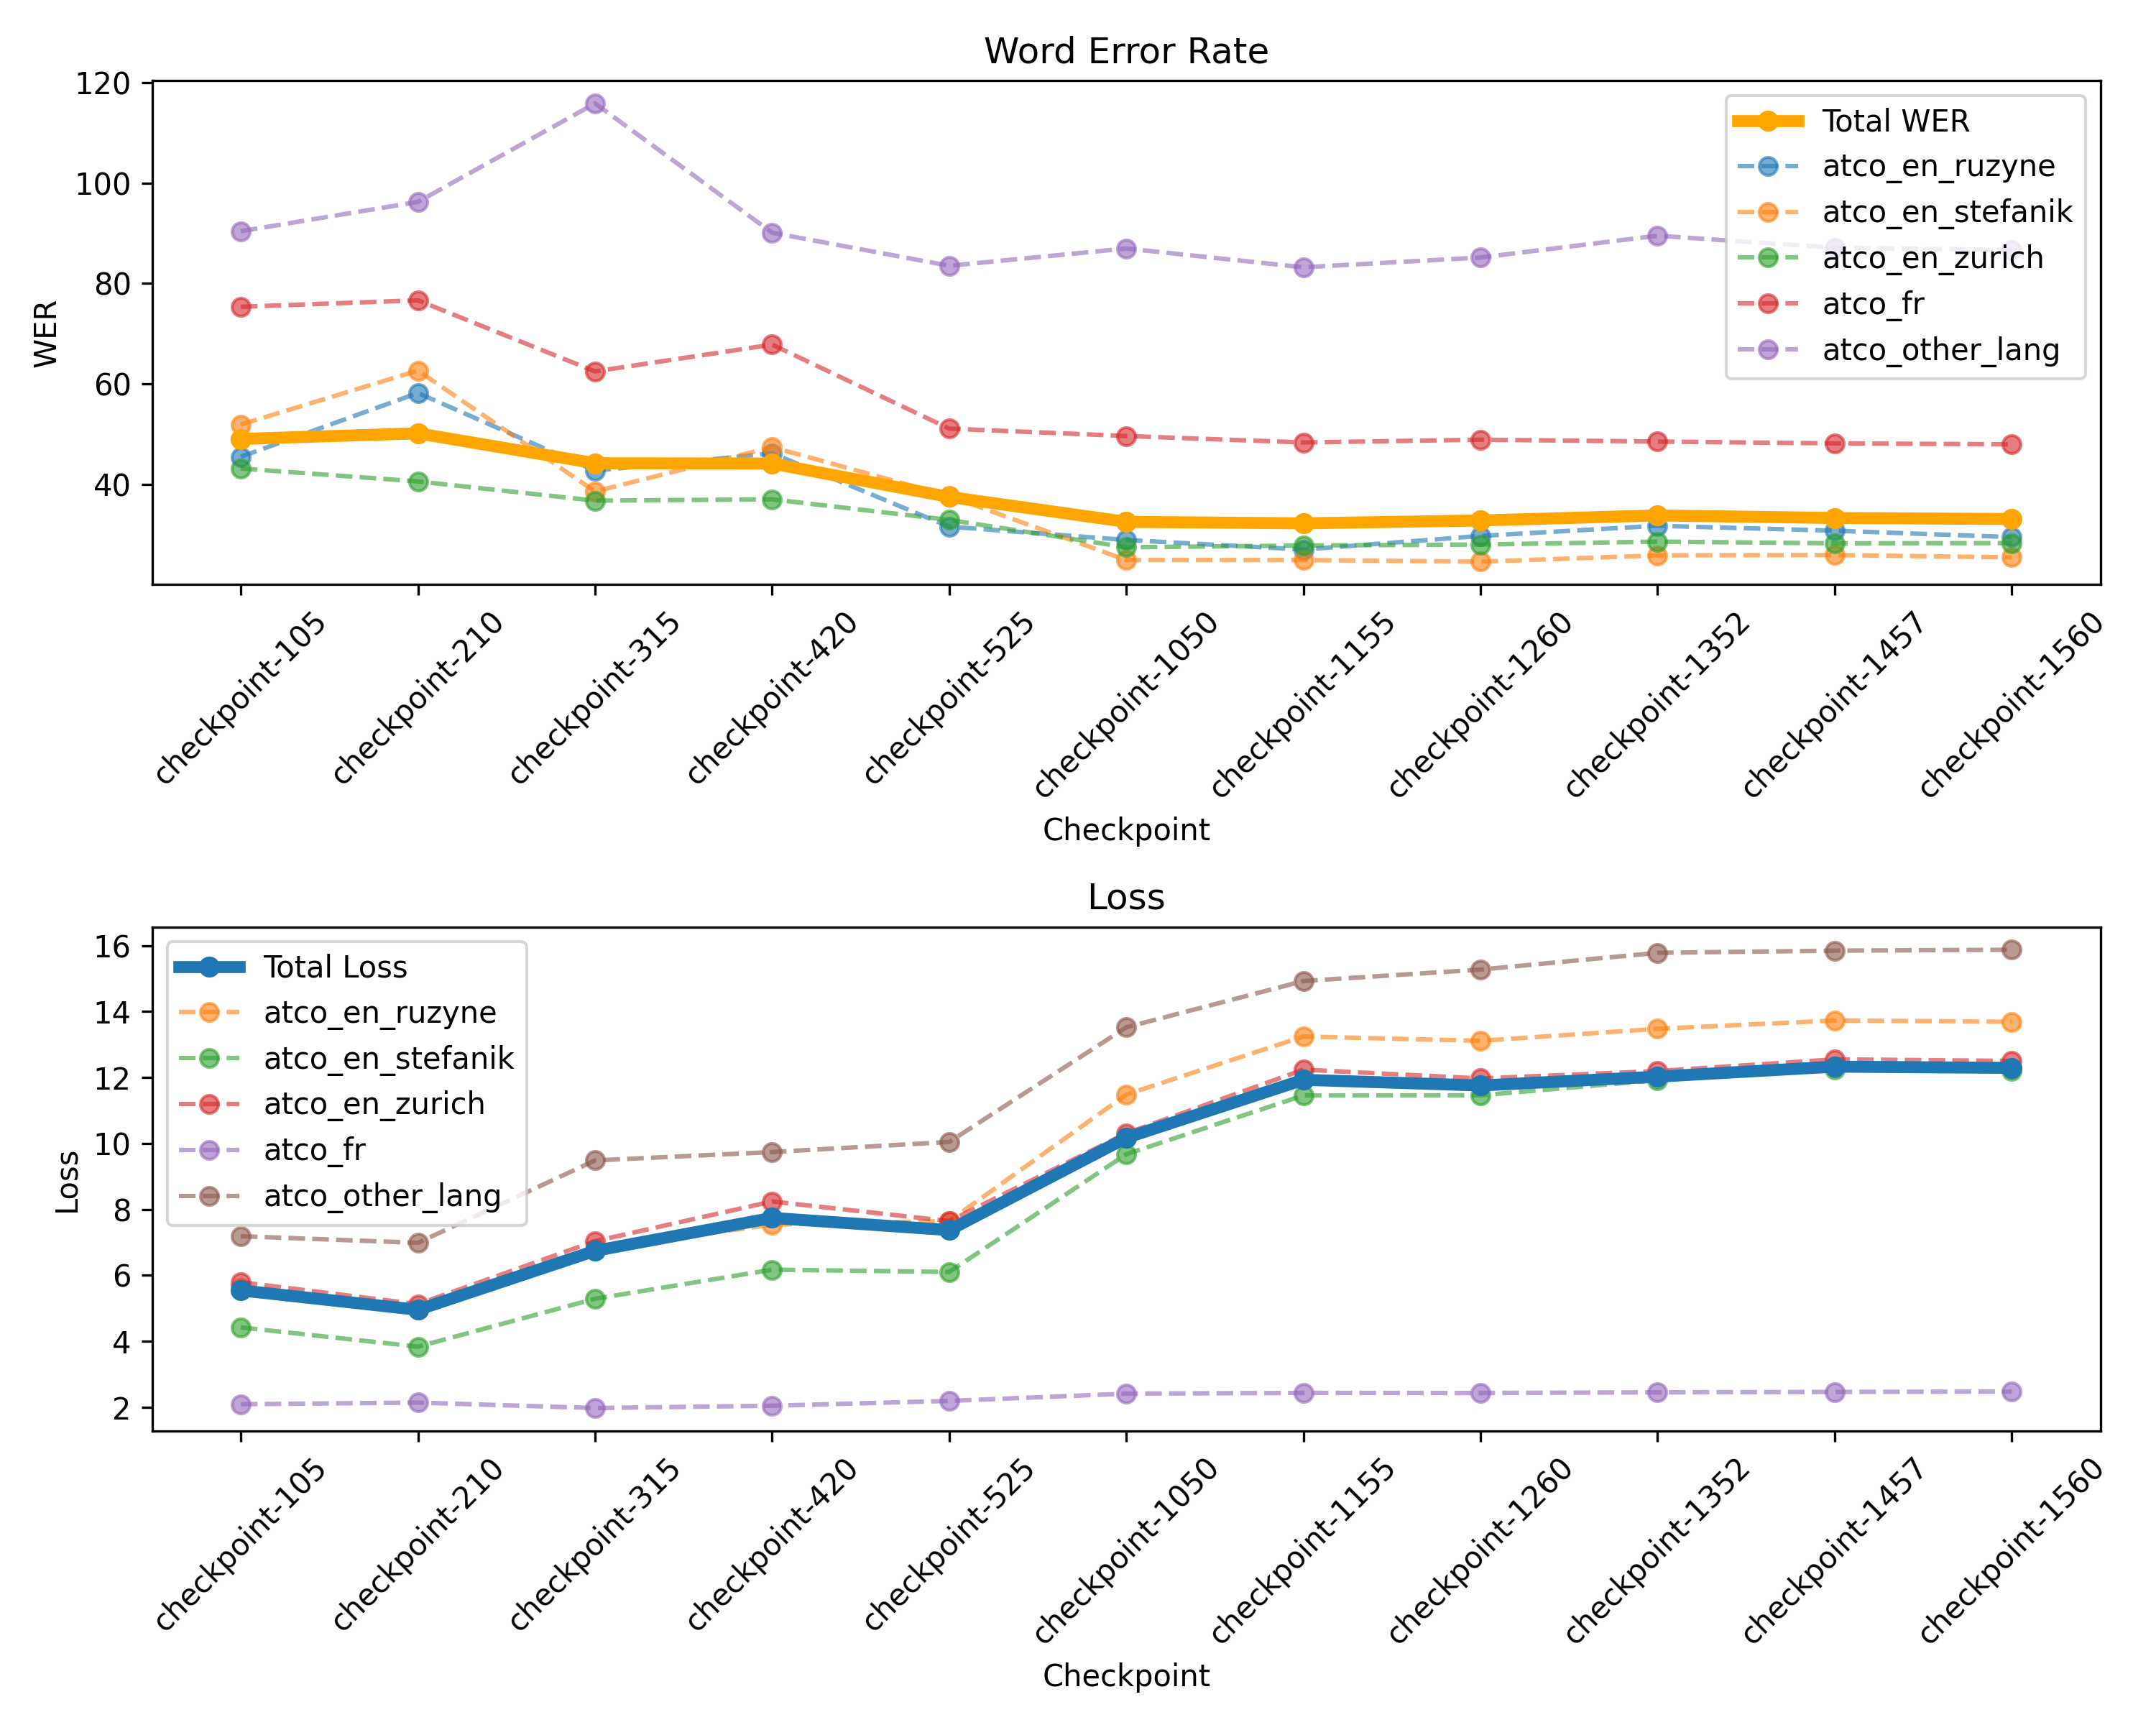 Word Error Rate
WER
120
100
80
60
40
Total WER
atco_en_ruzyne
atco_en_stefanik
atco_en_zurich
atco_fr
atco_other_lang
checkpoint-105
checkpoint-210
checkpoint-315
checkpoint-420
checkpoint-525
checkpoint-1050
checkpoint-1155
checkpoint-1260
checkpoint-1352
checkpoint-1457
checkpoint-1560
Checkpoint
Loss
Loss
16
14
12
10
8
6
4
2
Total Loss
atco_en_ruzyne
atco_en_stefanik
atco_en_zurich
atco_fr
atco_other_lang
checkpoint-105
checkpoint-210
checkpoint-315
checkpoint-420
checkpoint-525
checkpoint-1050
checkpoint-1155
checkpoint-1260
checkpoint-1352
checkpoint-1457
checkpoint-1560
Checkpoint